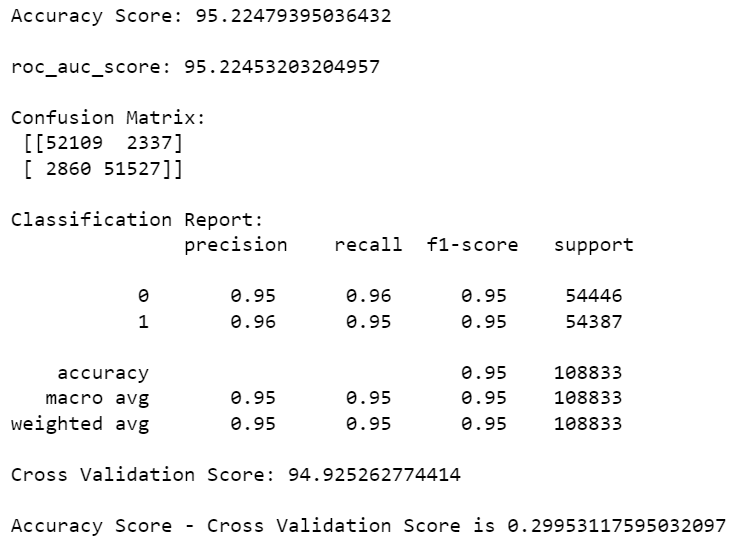 Accuracy Score: 95.22479395036432
roc_auc_score: 95.22453203204957
Confusion Matrix:
[[52109 2337]
[ 2860 51527]]
Classification Report:
precision recall f1-score support
0 0.95 0.96 0.95 54446
1 0.96 0.95 0.95 54387
accuracy 0.95 108833
macro avg 0.95 0.95 0.95 108833
weighted avg 0.95 0.95 0.95 108833
Cross Validation Score: 94.925262774414
Accuracy Score - Cross Validation Score is 0.29953117595032097